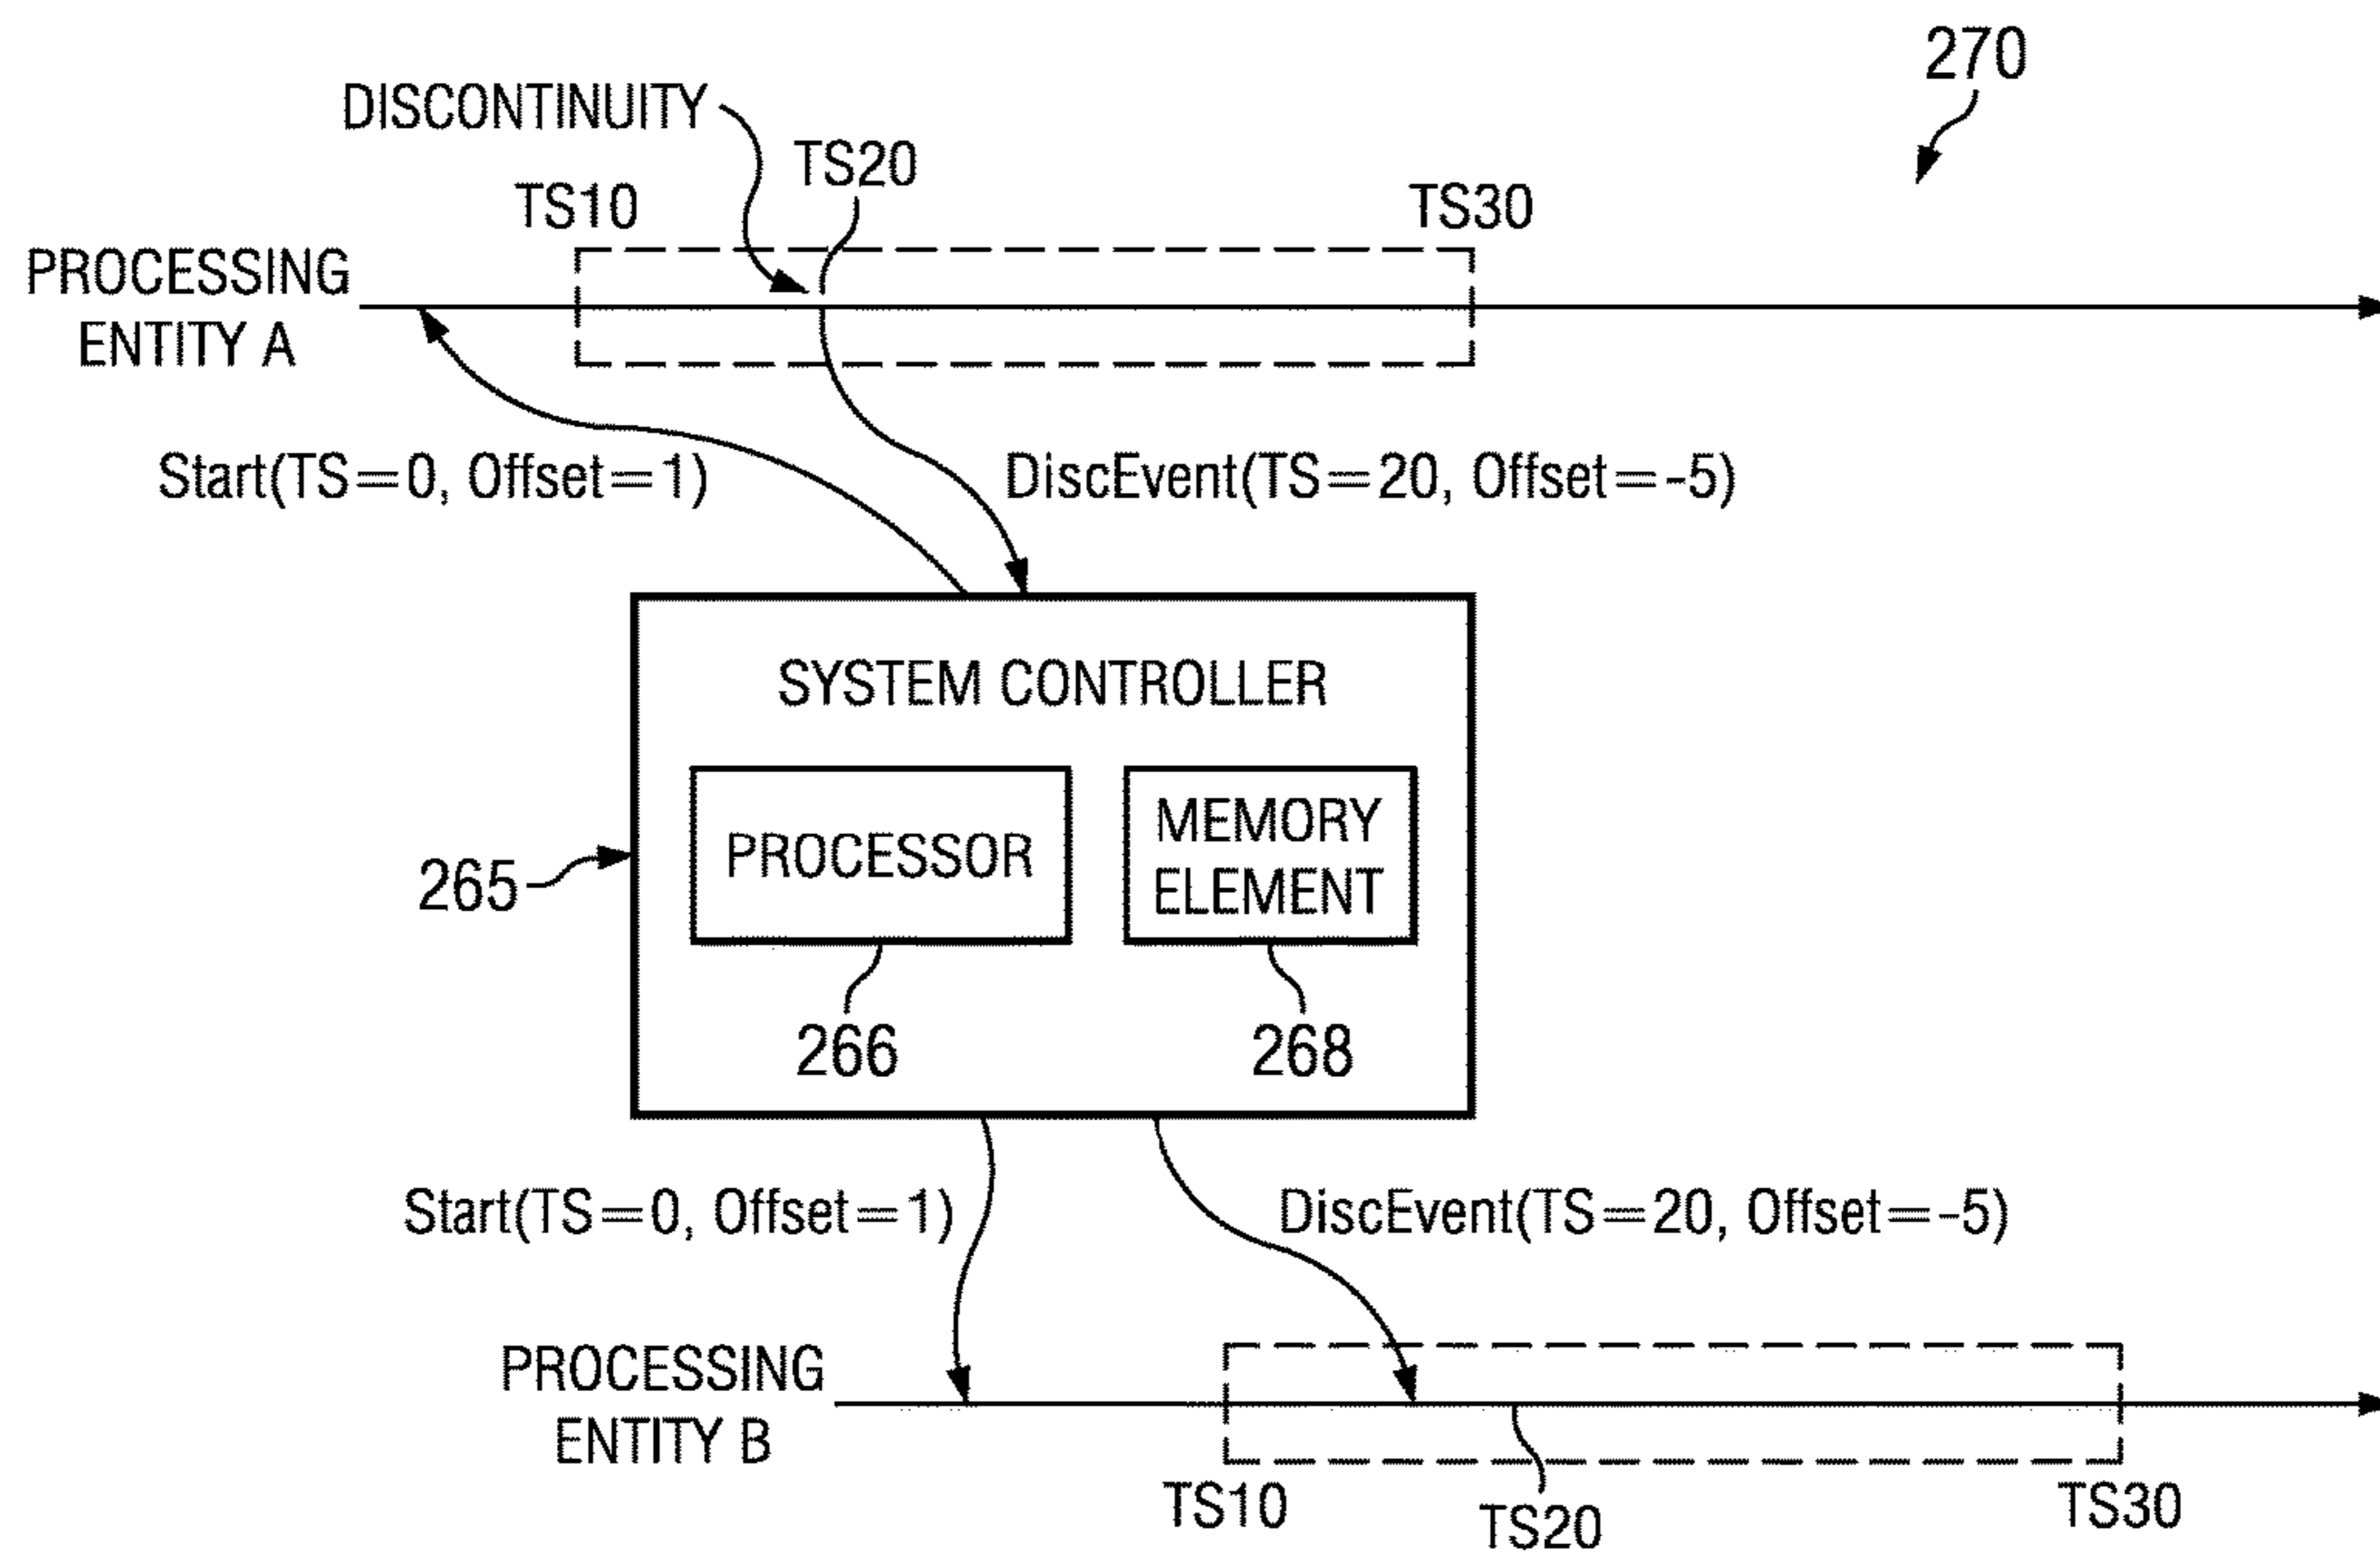 270
DISCONTINUITY
TS20
TS10
TS30
PROCESSING
ENTITY A
Start(TS=0, Offset=1)
DiscEvent(TS=20, Offset=-5)
SYSTEM CONTROLLER
PROCESSOR
MEMORY
ELEMENT
265
266
268
Start(TS=0, Offset=1)
DiscEvent(TS=20, Offset=-5)
PROCESSING
ENTITY B
TS10
TS20
TS30